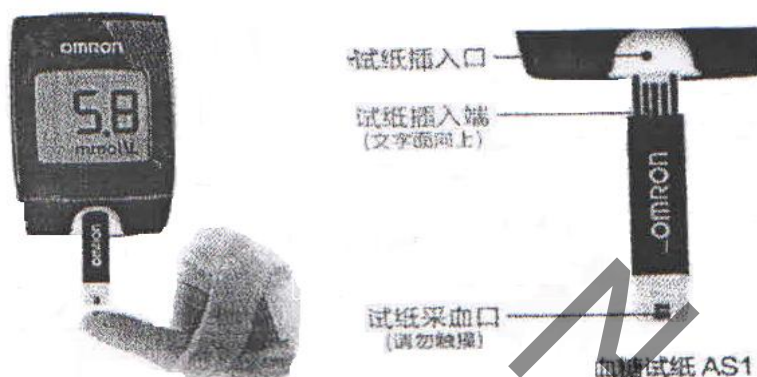 OMRON
5.8
mmol/L
OMRON
试纸插入口
试纸插入端
(文字面向上)
OMRON
试纸采血口
(请勿触摸)
血糖试纸 AS1